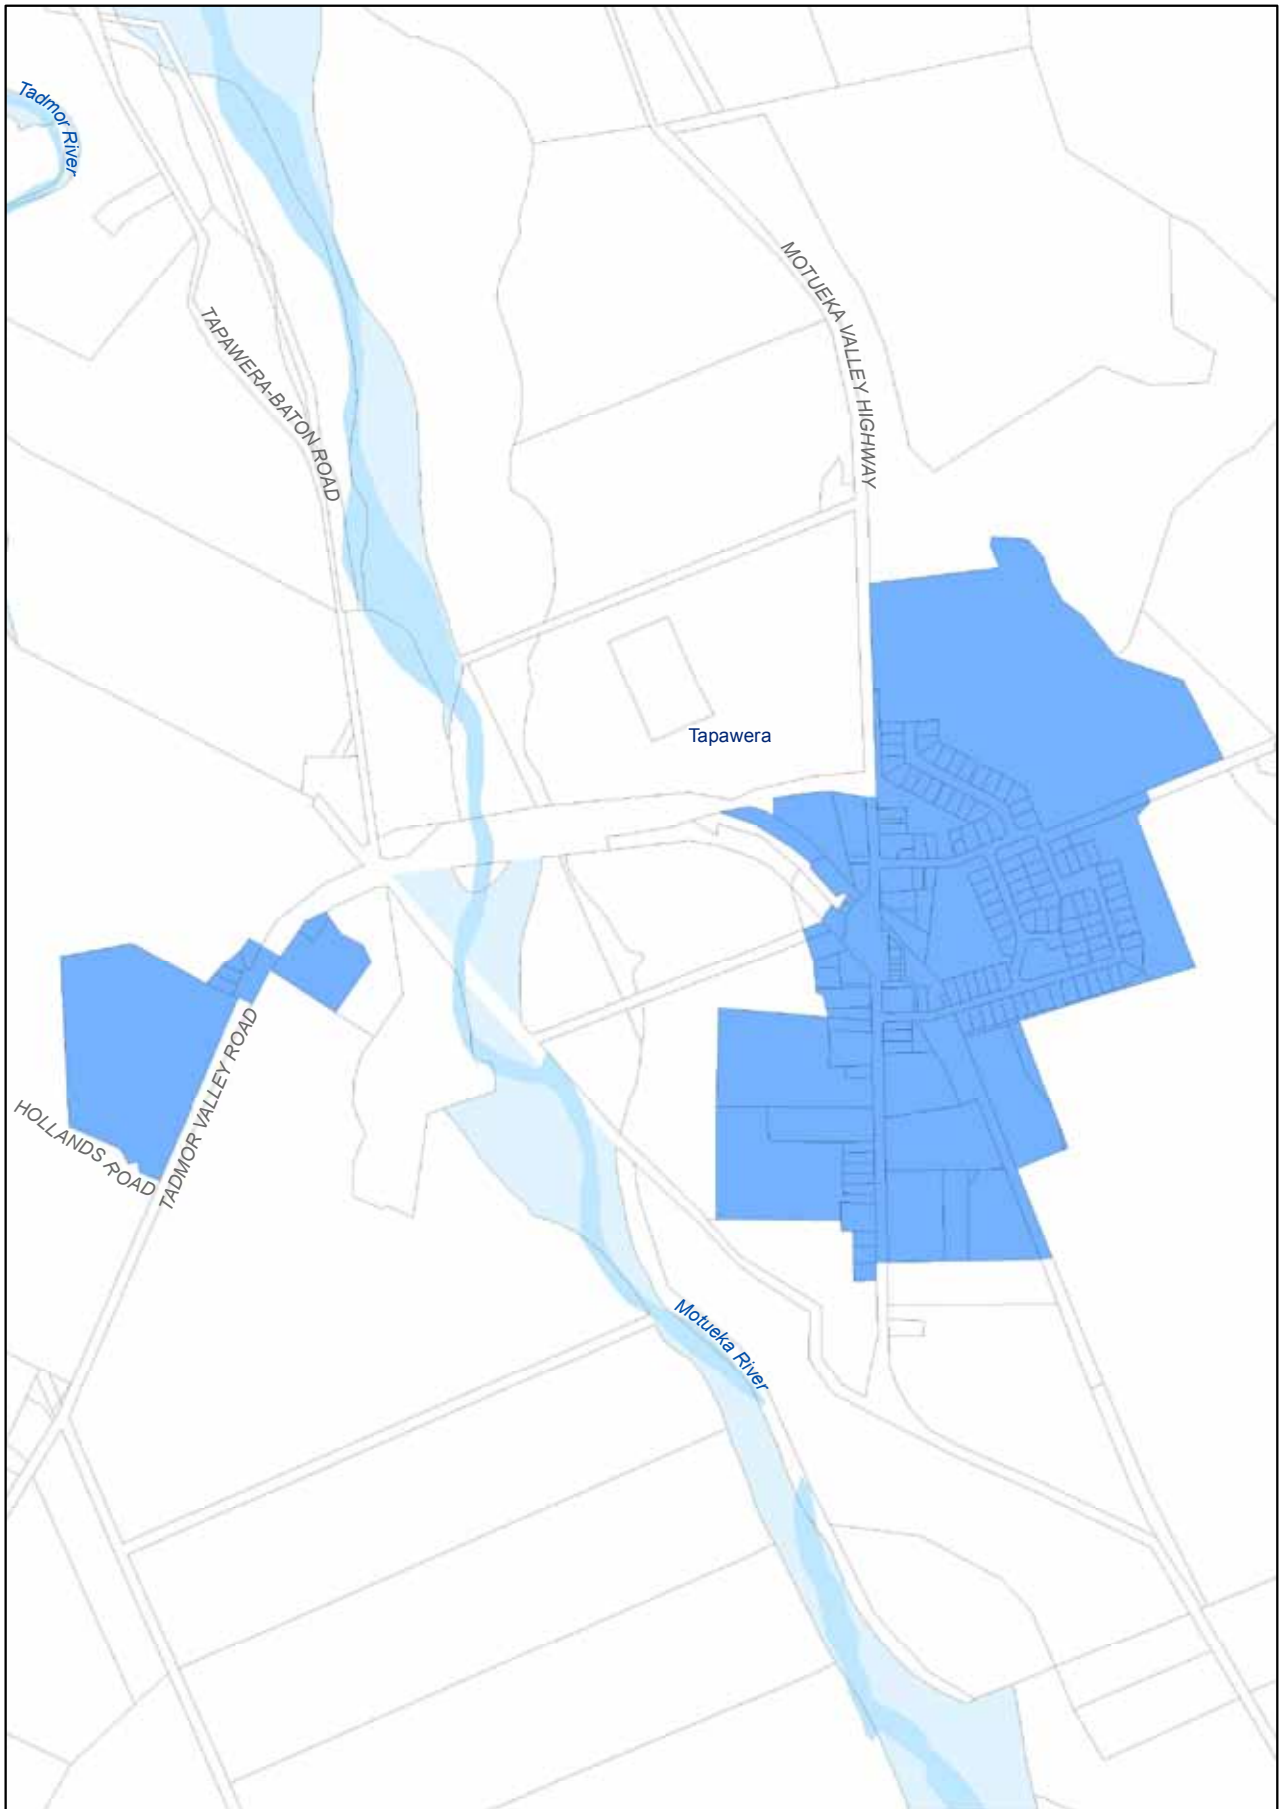 Tadmor River
MOTUEKA VALLEY HIGHWAY
TAPAWERA-BATON ROAD
Tapawera
TADMOR VALLEY ROAD
HOLLANDS ROAD
Motueka River